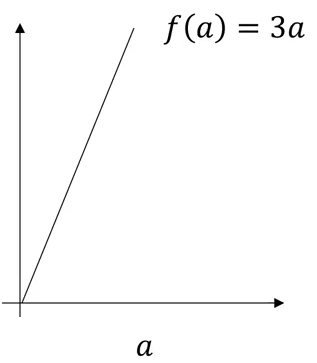 f(a) = 3a
a